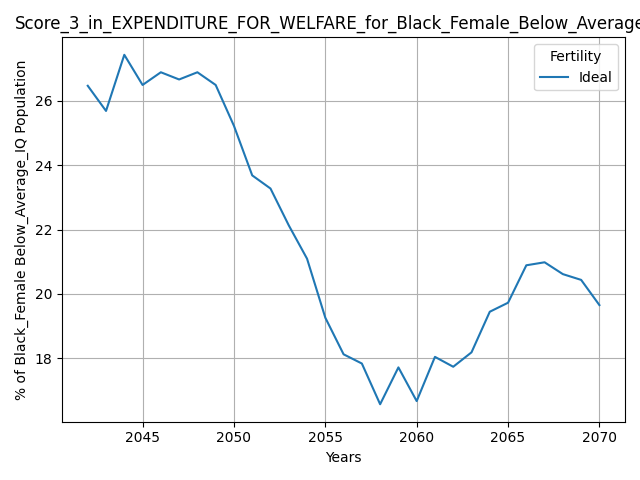 Score_3_in_EXPENDITURE_FOR_WELFARE_for_Black_Female_Below_Average
Fertility
Ideal
% of Black_Female Below_Average_IQ Population
26
24
22
20
18
2045 2050 2055 2060 2065 2070
Years